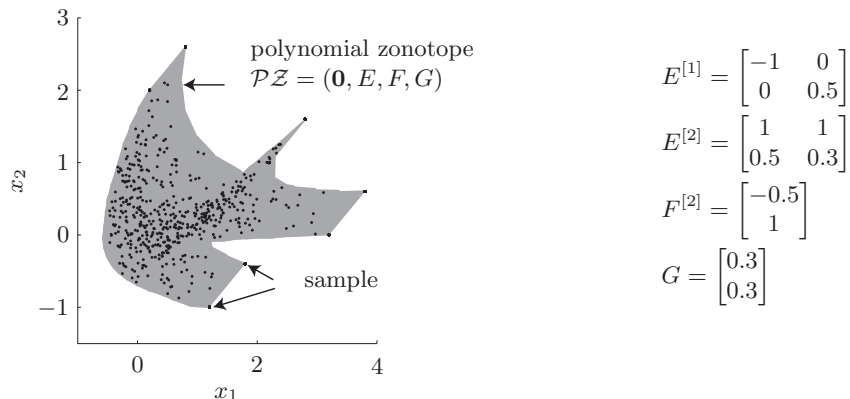 3
2
1
0
−1
0
2
4
x₂
x₁
polynomial zonotope
𝒫𝒵 = (𝟎, E, F, G)
sample
E^[1] = [−1 0; 0 0.5]
E^[2] = [1 1; 0.5 0.3]
F^[2] = [−0.5; 1]
G = [0.3; 0.3]